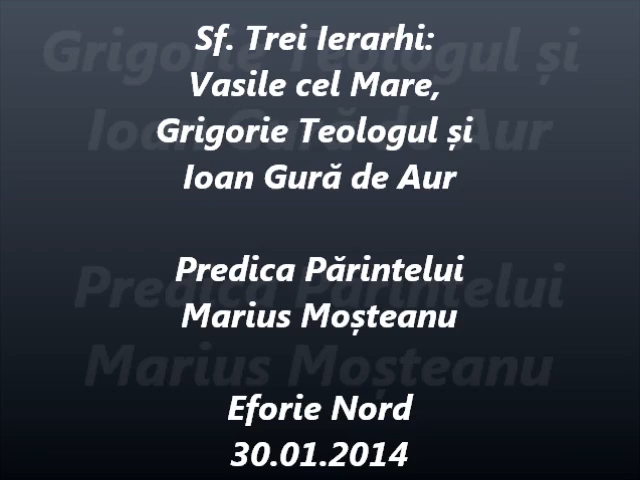 Sf. Trei Ierarhi:
Vasile cel Mare,
Grigorie Teologul și
Ioan Gură de Aur
Predica Părintelui
Marius Moșteanu
Eforie Nord
30.01.2014